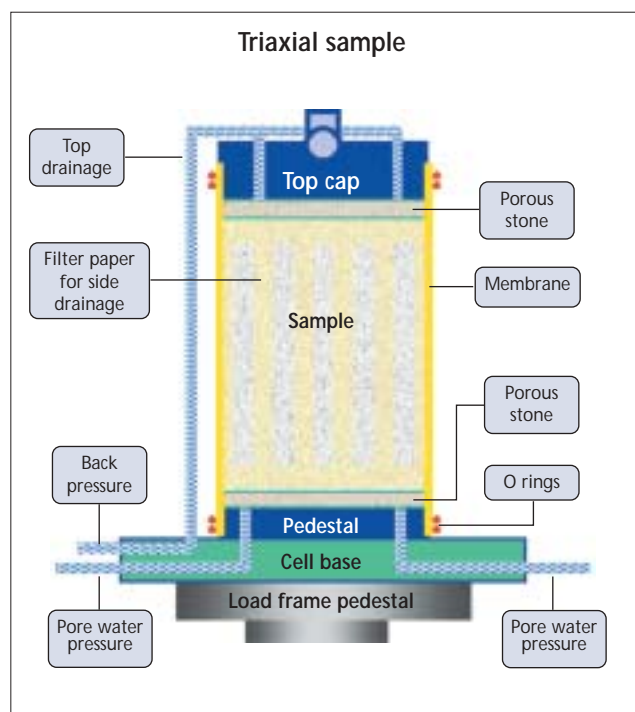 Triaxial sample
Top
drainage
Top cap
Porous
stone
Filter paper
for side
drainage
Membrane
Sample
Porous
stone
Back
pressure
O rings
Pedestal
Cell base
Load frame pedestal
Pore water
pressure
Pore water
pressure